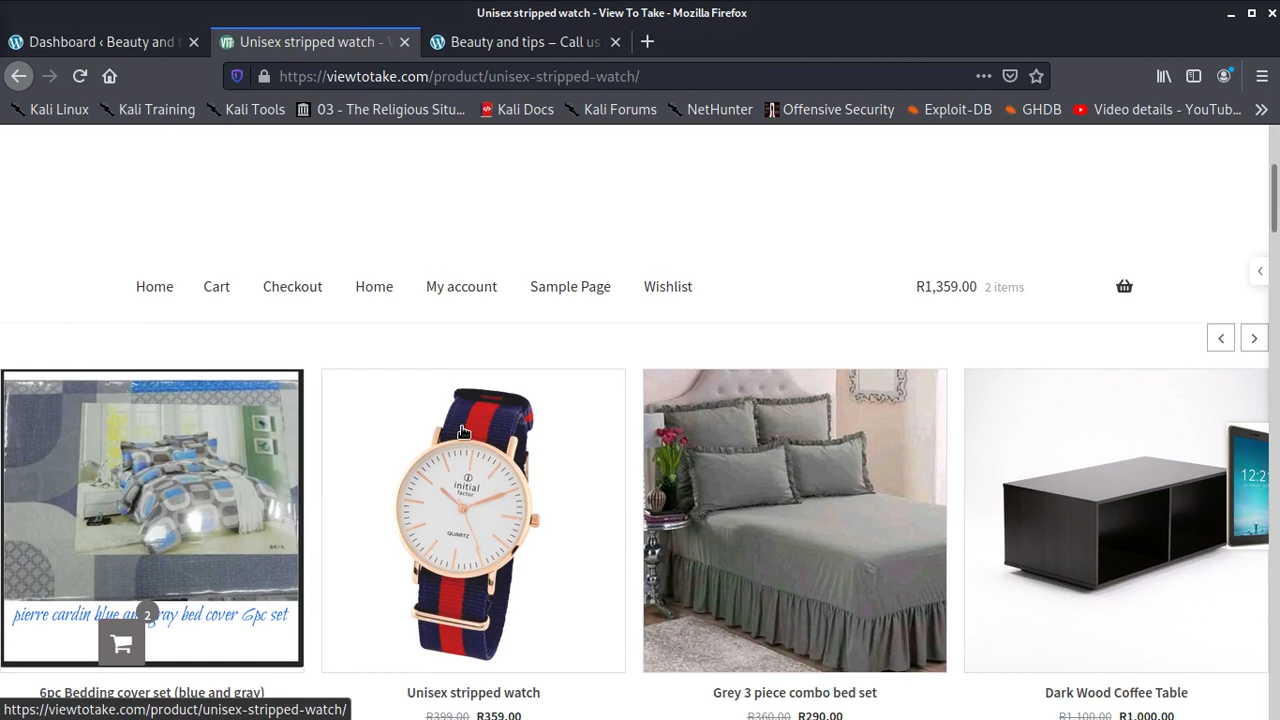 Unisex stripped watch - View To Take - Mozilla Firefox
Dashboard ‹ Beauty and t
Unisex stripped watch -
Beauty and tips – Call us
https://viewtotake.com/product/unisex-stripped-watch/
Kali Linux
Kali Training
Kali Tools
03 - The Religious Situ...
Kali Docs
Kali Forums
NetHunter
Offensive Security
Exploit-DB
GHDB
Video details - YouTub...
Home
Cart
Checkout
Home
My account
Sample Page
Wishlist
R1,359.00 2 items
initial
factor
QUARTZ
12:2
pierre cardin blue and gray bed cover 6pc set
2
6pc Bedding cover set (blue and gray)
Unisex stripped watch
Grey 3 piece combo bed set
Dark Wood Coffee Table
https://viewtotake.com/product/unisex-stripped-watch/
R399.00 R359.00
R360.00 R290.00
R1,100.00 R1,000.00